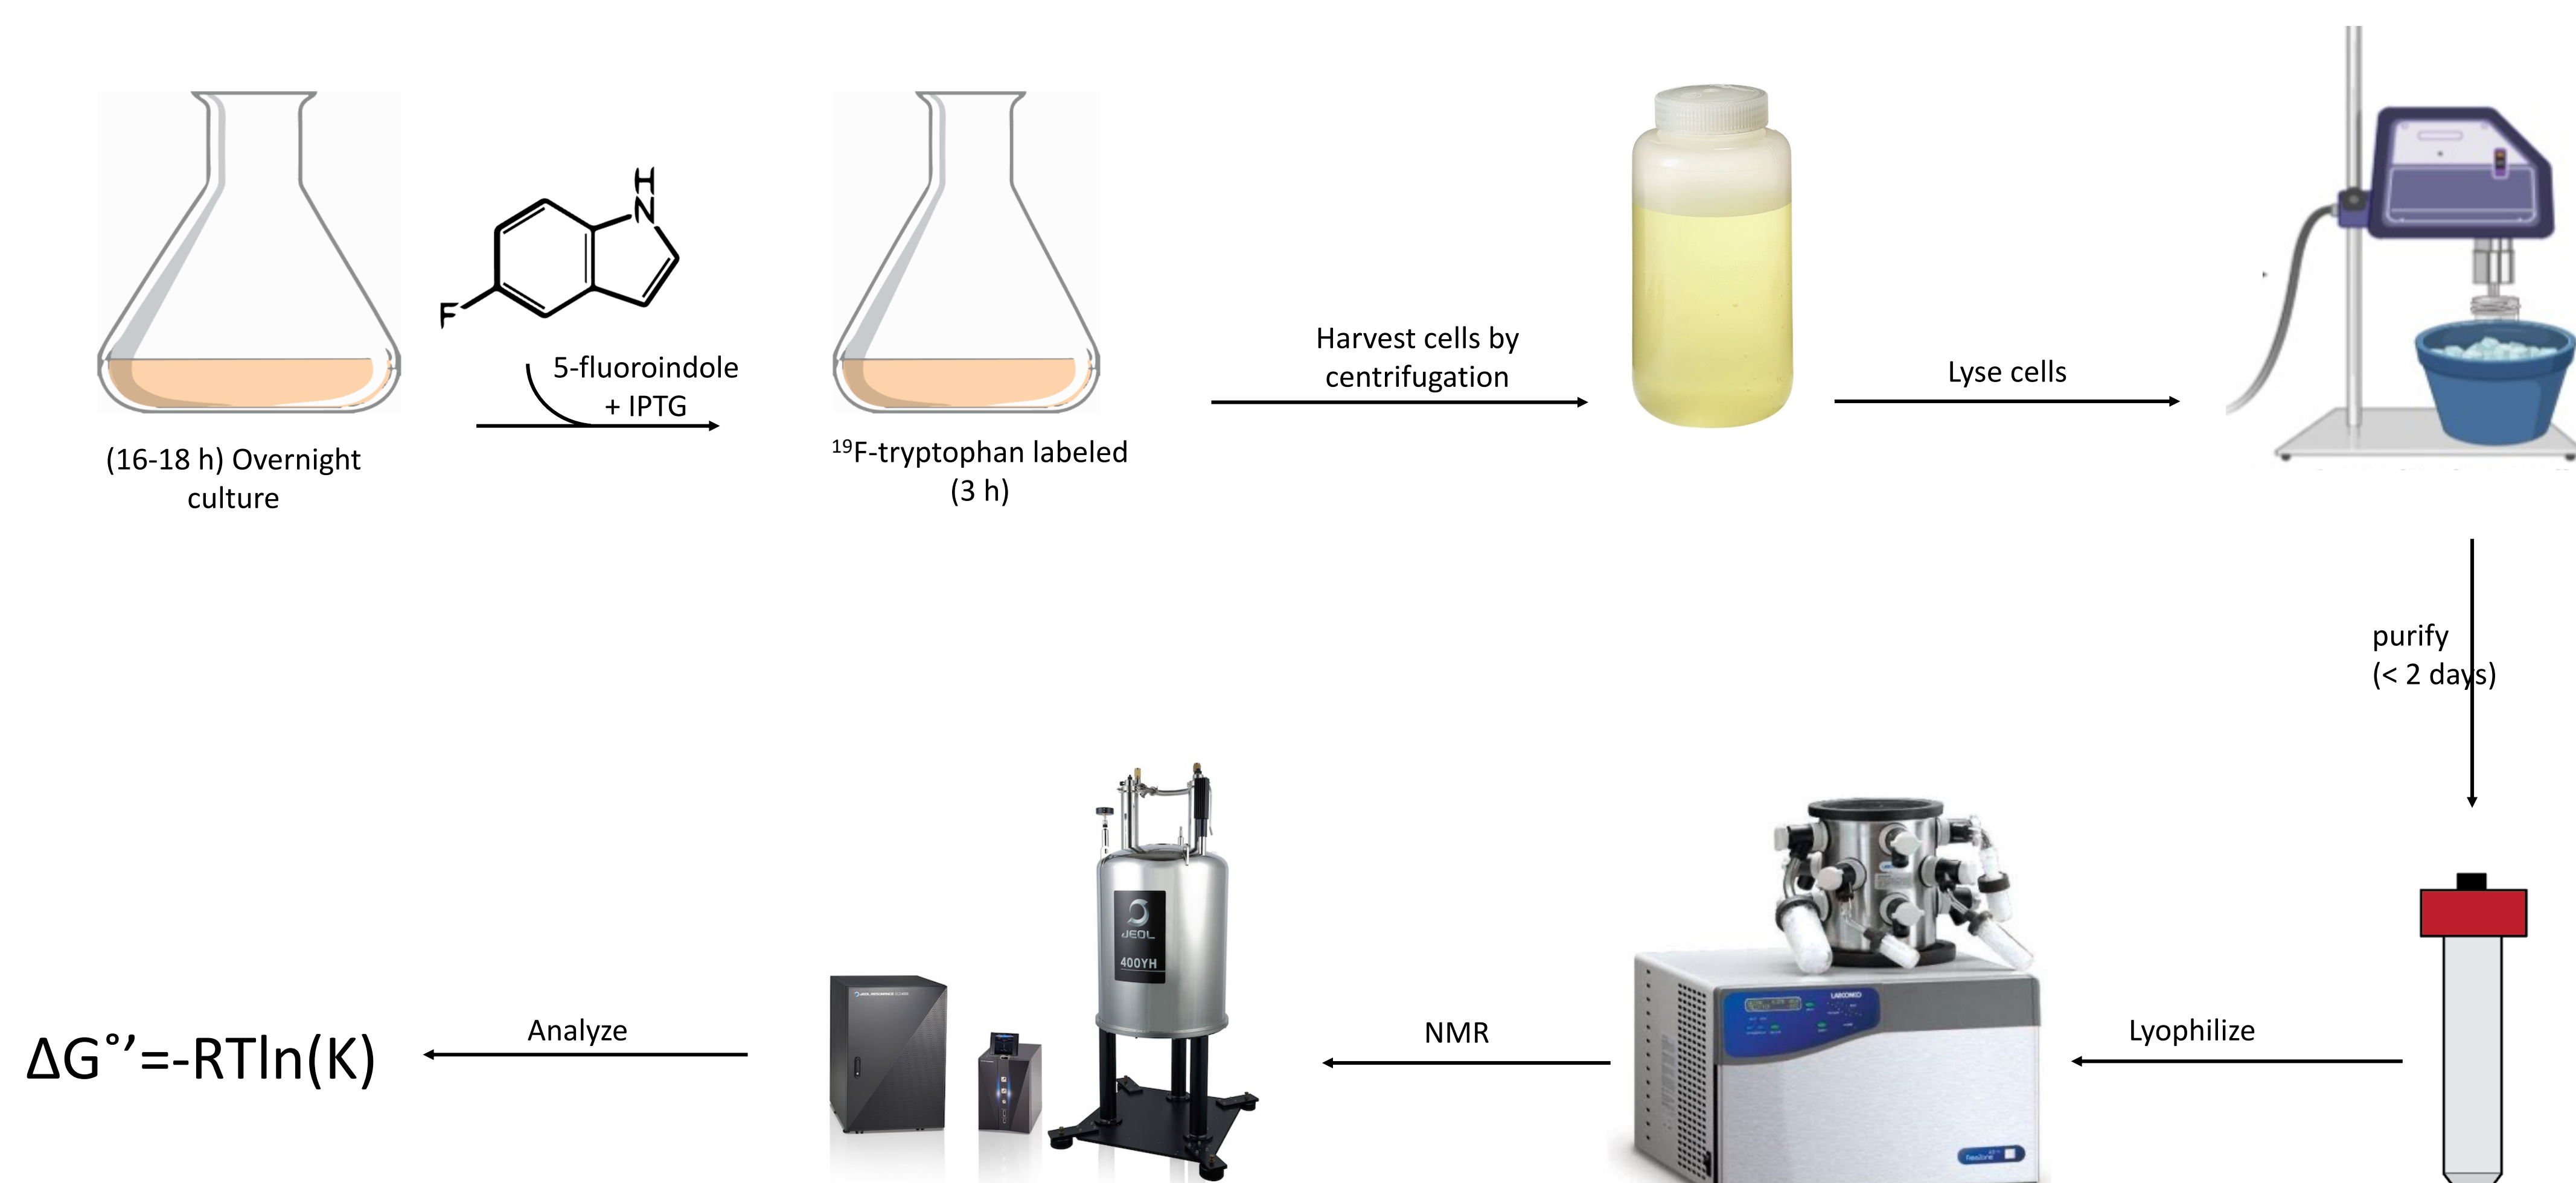 H
N
F
5-fluoroindole
+ IPTG
(16-18 h) Overnight
culture
¹⁹F-tryptophan labeled
(3 h)
Harvest cells by
centrifugation
Lyse cells
purify
(< 2 days)
Lyophilize
LABCONCO
NMR
JEOL
400YH
Analyze
ΔG°’=-RTln(K)